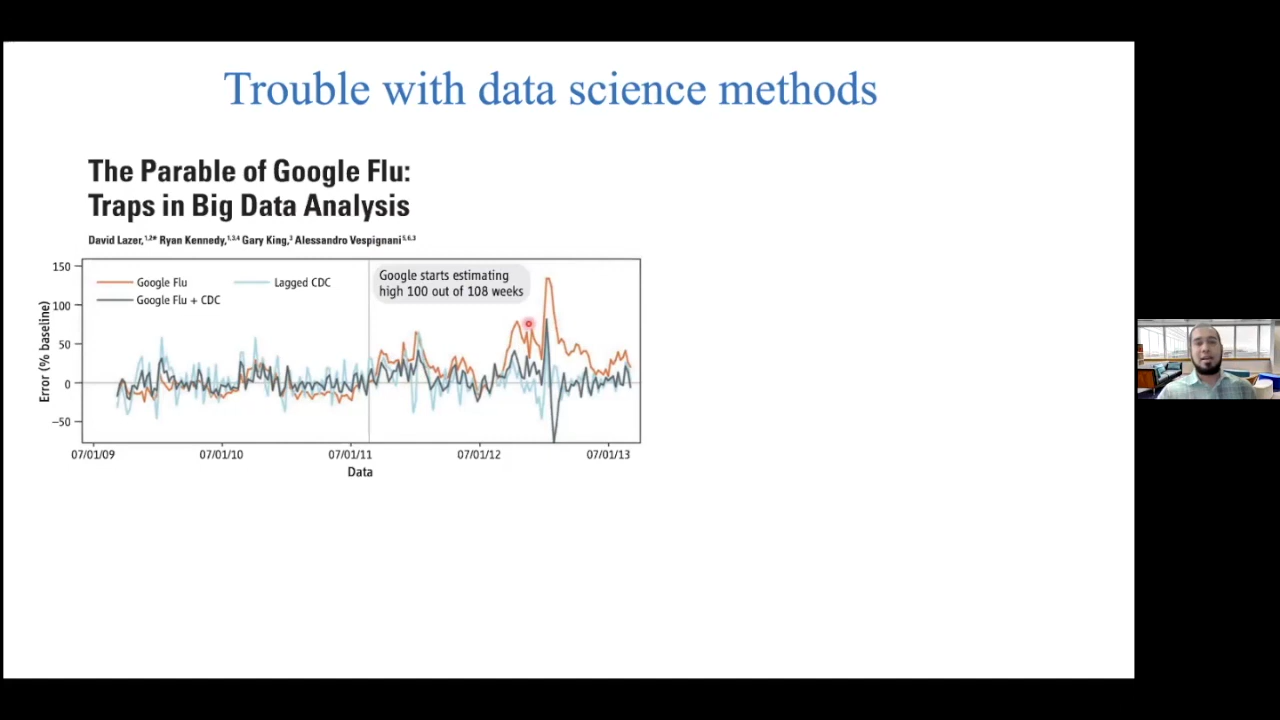 Trouble with data science methods
The Parable of Google Flu:
Traps in Big Data Analysis
David Lazer,1,2* Ryan Kennedy,1,3,4 Gary King,3 Alessandro Vespignani5,6,3
Google Flu
Lagged CDC
Google Flu + CDC
Google starts estimating
high 100 out of 108 weeks
Error (% baseline)
150
100
50
0
−50
07/01/09 07/01/10 07/01/11 07/01/12 07/01/13
Data